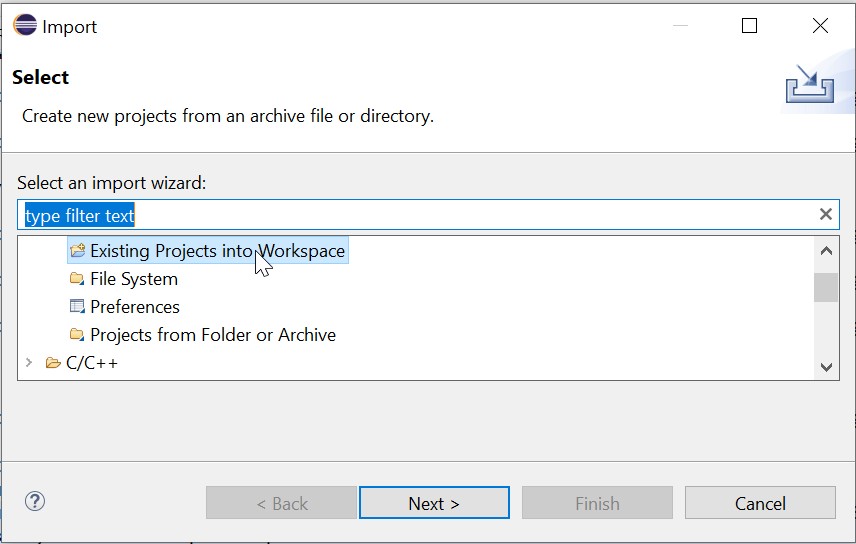 Import
Select
Create new projects from an archive file or directory.
Select an import wizard:
type filter text
Existing Projects into Workspace
File System
Preferences
Projects from Folder or Archive
C/C++
< Back Next > Finish Cancel